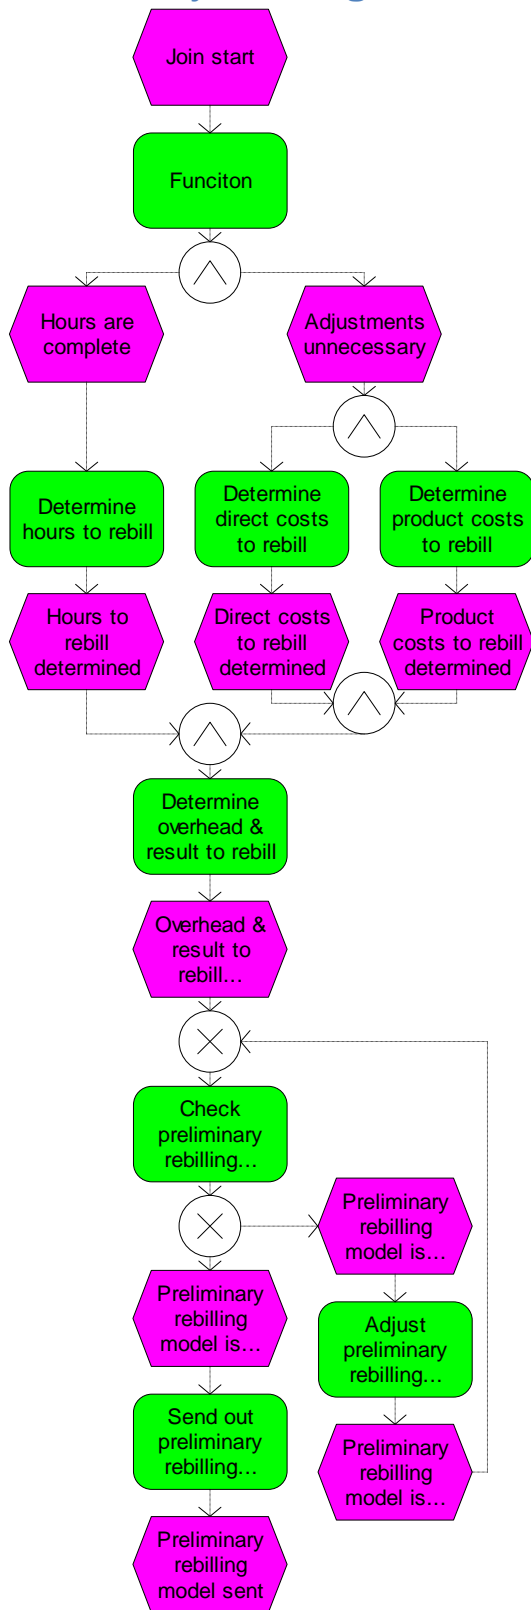 Join start
Funciton
Hours are
complete
Adjustments
unnecessary
Determine
hours to rebill
Determine
direct costs
to rebill
Determine
product costs
to rebill
Hours to
rebill
determined
Direct costs
to rebill
determined
Product
costs to rebill
determined
Determine
overhead &
result to rebill
Overhead &
result to
rebill...
Check
preliminary
rebilling...
Preliminary
rebilling
model is...
Preliminary
rebilling
model is...
Adjust
preliminary
rebilling...
Send out
preliminary
rebilling...
Preliminary
rebilling
model is...
Preliminary
rebilling
model sent